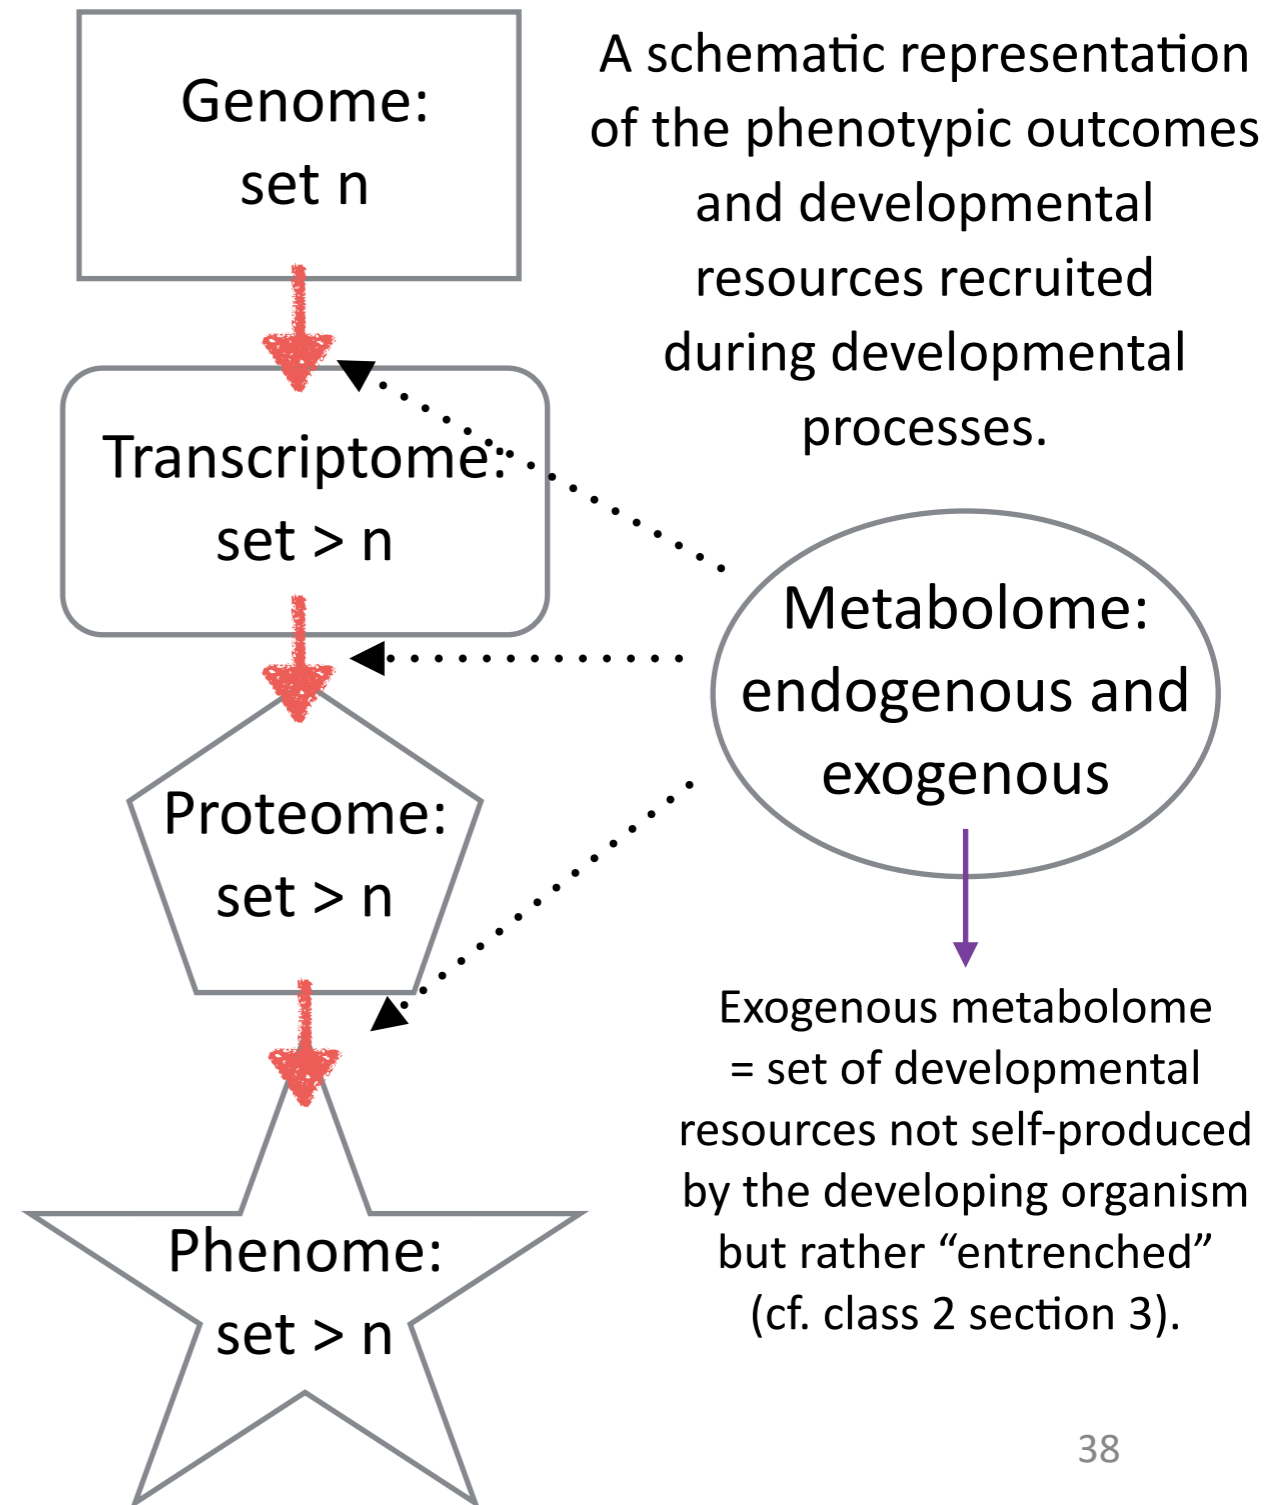 Genome:
set n
A schematic representation
of the phenotypic outcomes
and developmental
resources recruited
during developmental
processes.
Transcriptome:
set > n
Metabolome:
endogenous and
exogenous
Proteome:
set > n
Exogenous metabolome
= set of developmental
resources not self-produced
by the developing organism
but rather “entrenched”
(cf. class 2 section 3).
Phenome:
set > n
38